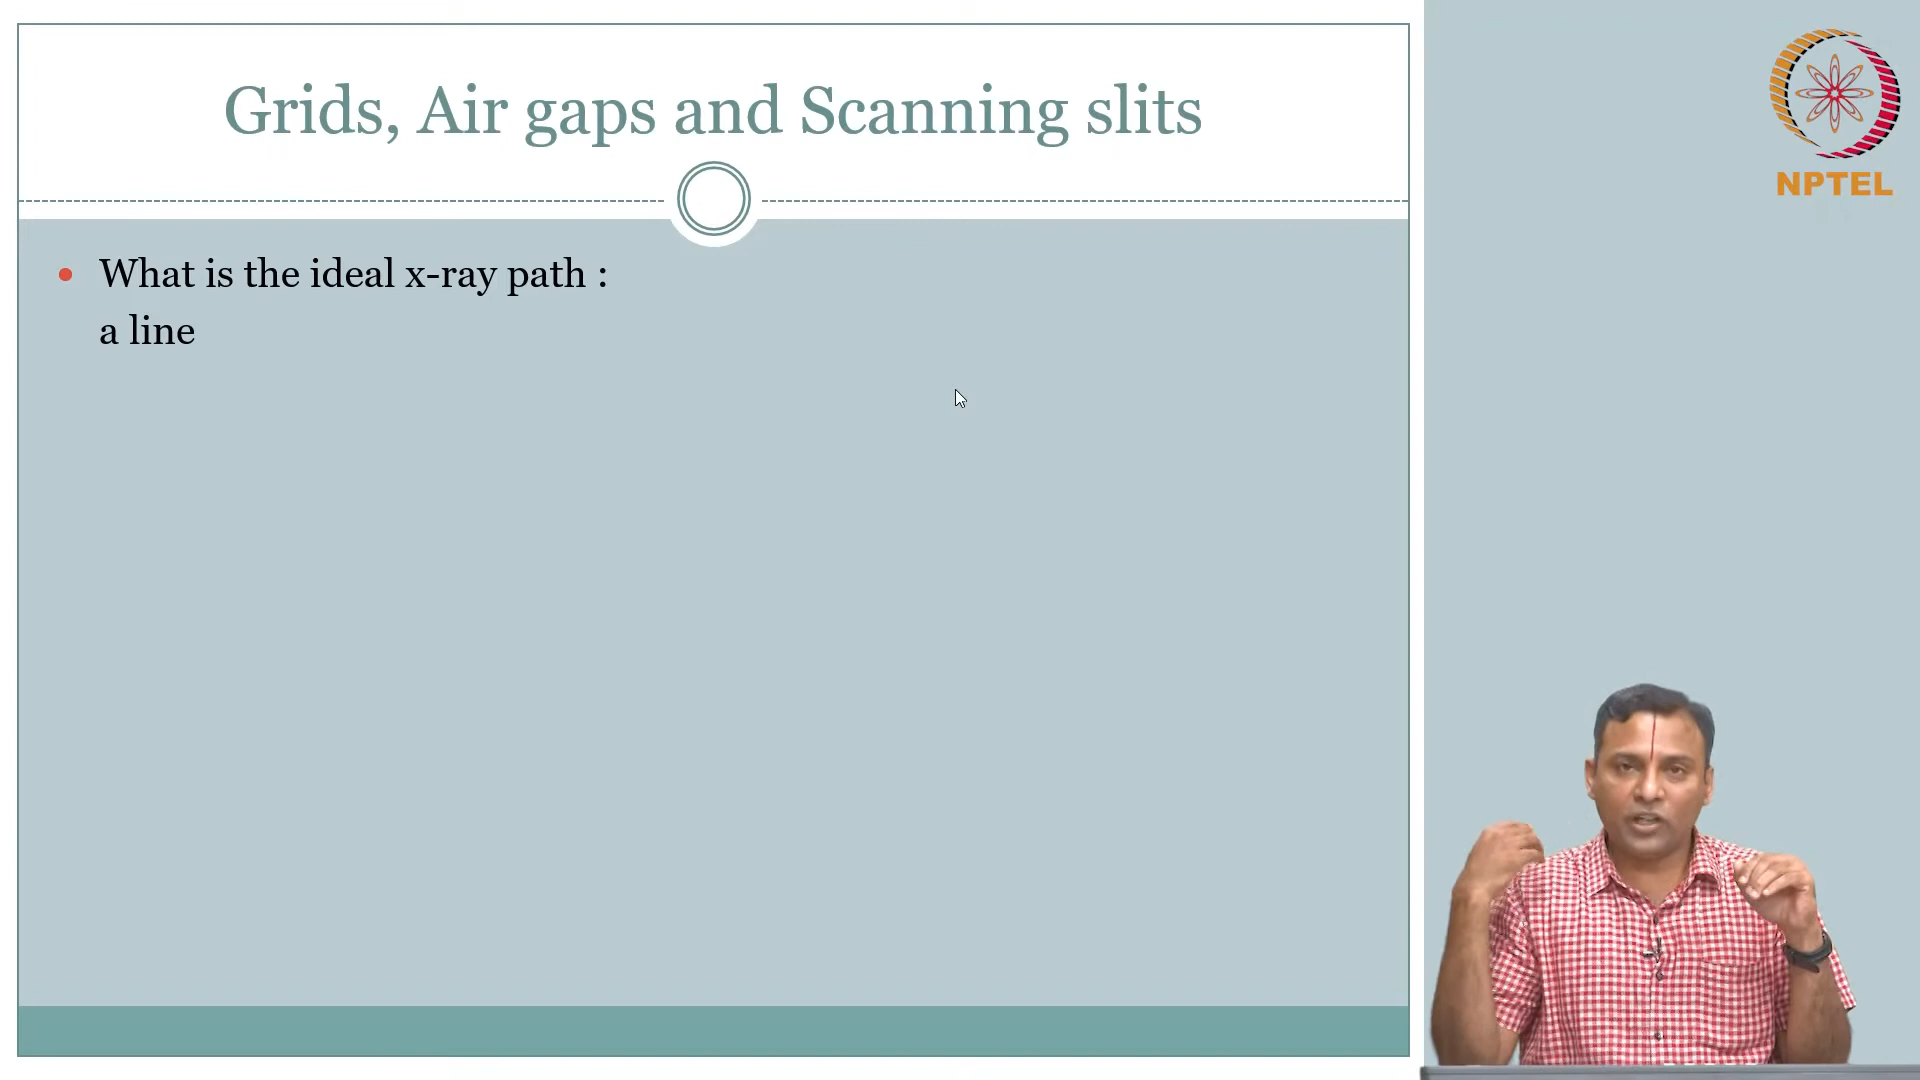 Grids, Air gaps and Scanning slits
NPTEL
What is the ideal x-ray path :
a line